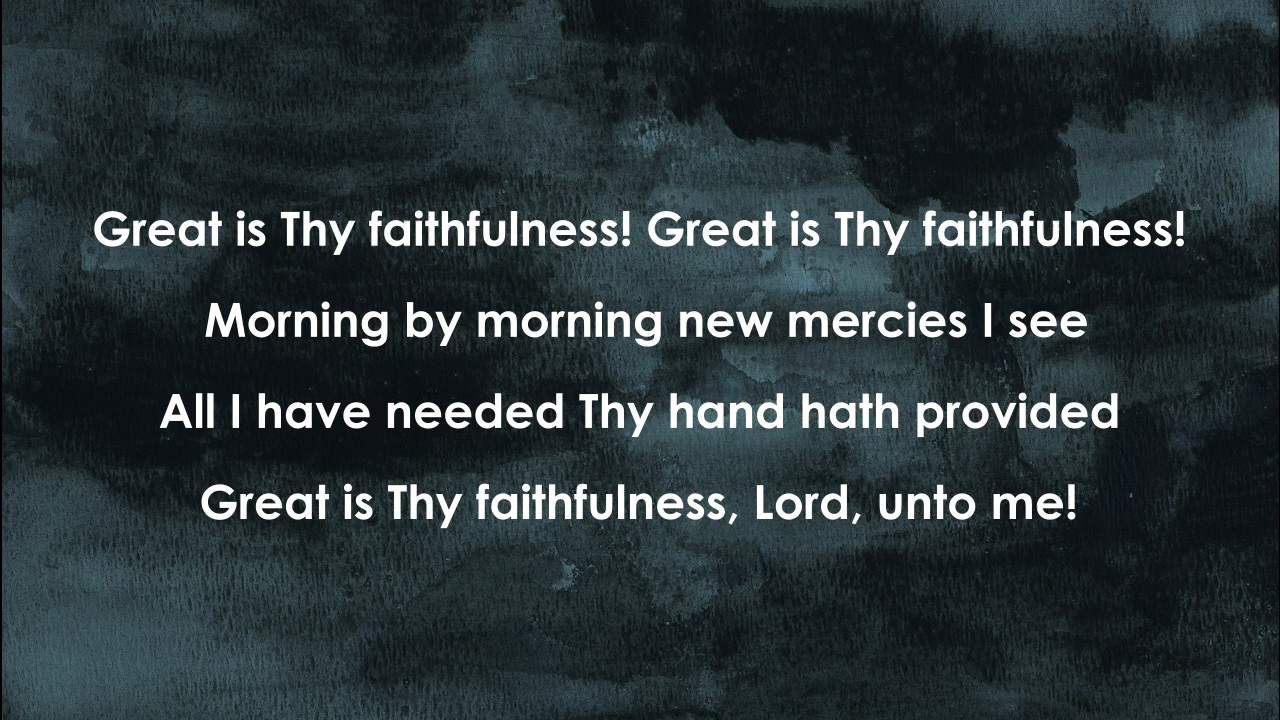 Great is Thy faithfulness! Great is Thy faithfulness!
Morning by morning new mercies I see
All I have needed Thy hand hath provided
Great is Thy faithfulness, Lord, unto me!